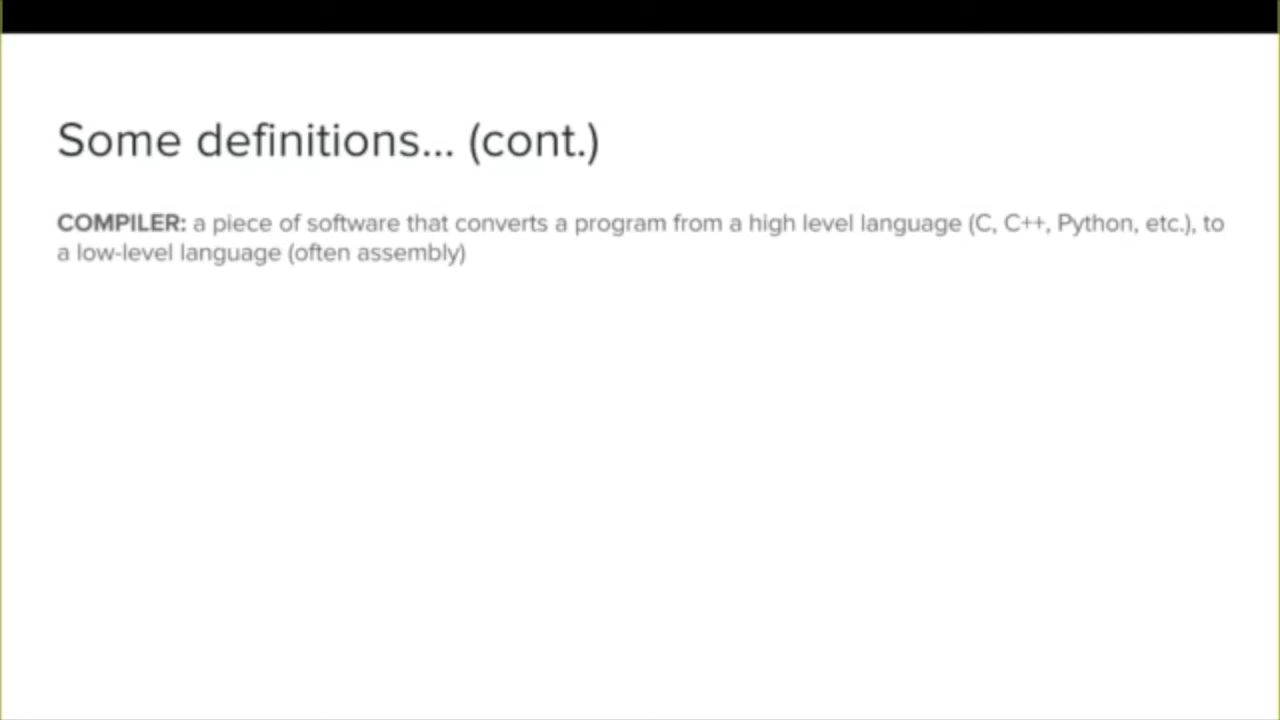 Some definitions... (cont.)
COMPILER: a piece of software that converts a program from a high level language (C, C++, Python, etc.), to
a low-level language (often assembly)